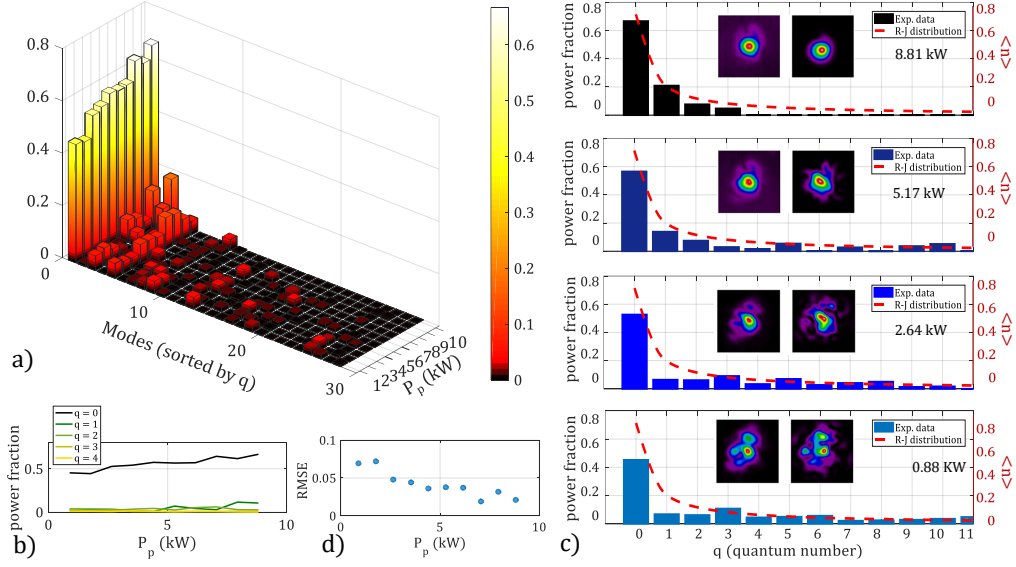 a)
0.8
0.6
0.4
0.2
0
0
10
20
30
Modes (sorted by q)
12345678910
P_p (kW)
0.6
0.5
0.4
0.3
0.2
0.1
0
b)
power fraction
0.5
0
q = 0
q = 1
q = 2
q = 3
q = 4
0 5 10
P_p (kW)
d)
RMSE
0.1
0.05
0
0 5 10
P_p (kW)
c)
power fraction
0.8
0.6
0.4
0.2
0
Exp. data
R-J distribution
8.81 kW
0.8
0.6
0.4
0.2
0
<n>
power fraction
0.8
0.6
0.4
0.2
0
Exp. data
R-J distribution
5.17 kW
0.8
0.6
0.4
0.2
0
<n>
power fraction
0.8
0.6
0.4
0.2
0
Exp. data
R-J distribution
2.64 kW
0.8
0.6
0.4
0.2
0
<n>
power fraction
0.8
0.6
0.4
0.2
0
Exp. data
R-J distribution
0.88 KW
0.8
0.6
0.4
0.2
0
<n>
0 1 2 3 4 5 6 7 8 9 10 11
q (quantum number)